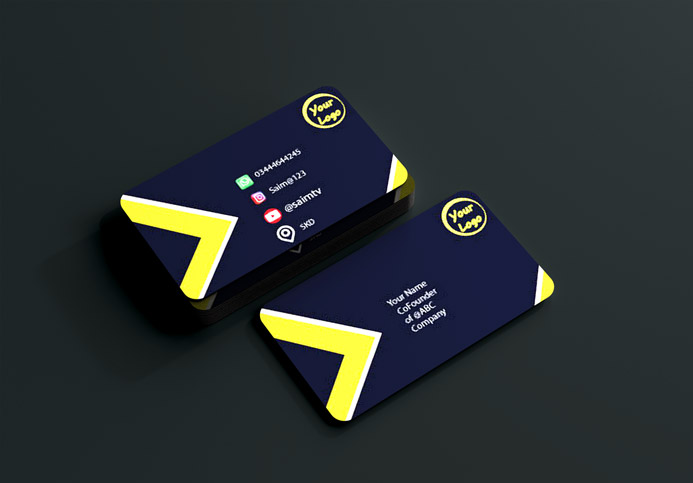 Your
Logo
03444644245
Saim@123
@saimtv
SKD
Your
Logo
Your Name
CoFounder
of @ABC
Company